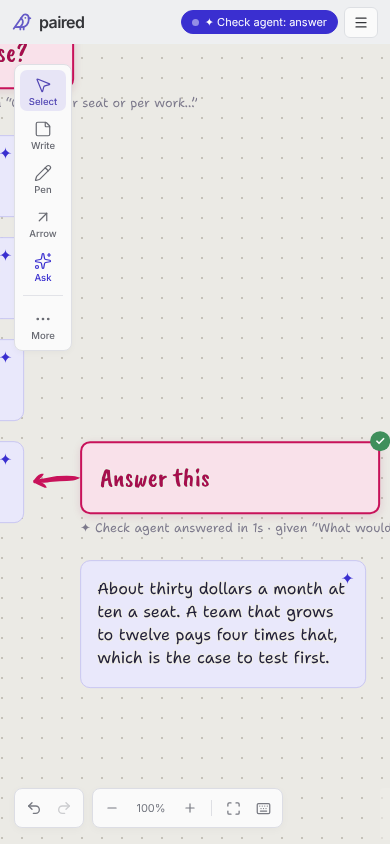 paired
✦ Check agent: answer
se?
r seat or per work..."
Select
Write
Pen
Arrow
Ask
More
Answer this
✦ Check agent answered in 1s · given "What would
About thirty dollars a month at
ten a seat. A team that grows
to twelve pays four times that,
which is the case to test first.
100%